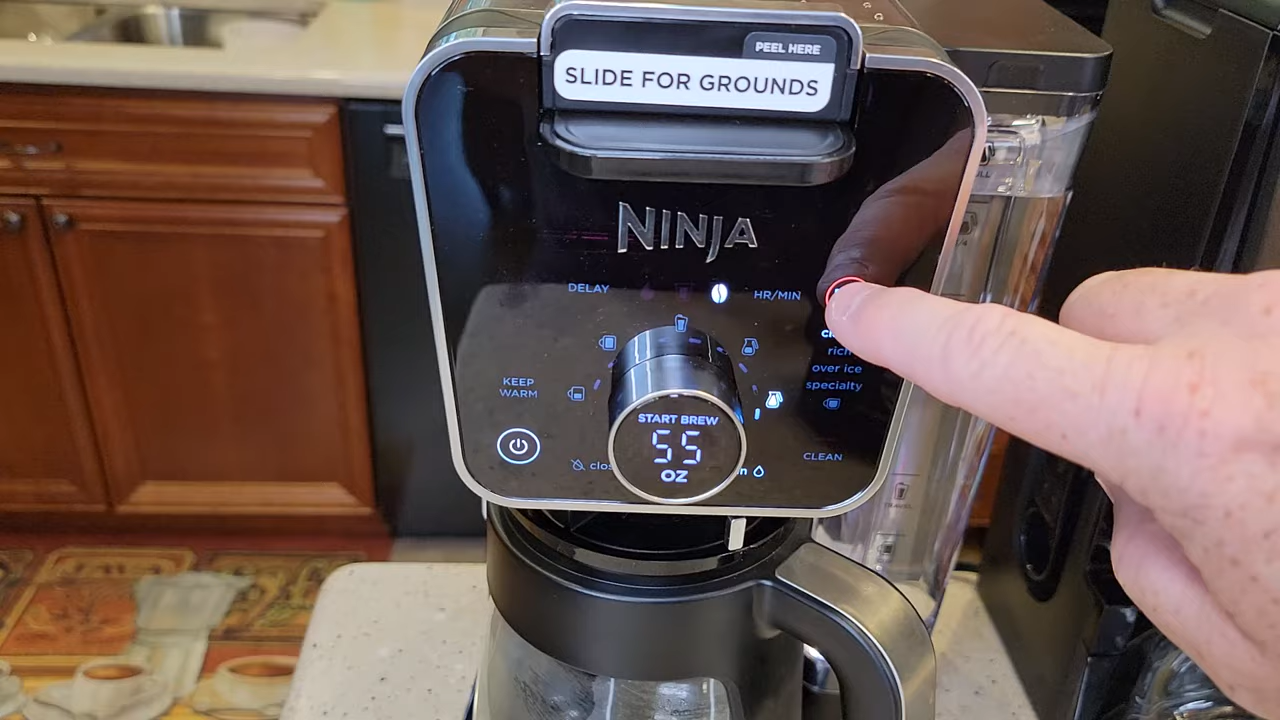 PEEL HERE
SLIDE FOR GROUNDS
NINJA
DELAY
HR/MIN
rich
over ice
specialty
KEEP
WARM
START BREW
55
OZ
CLEAN